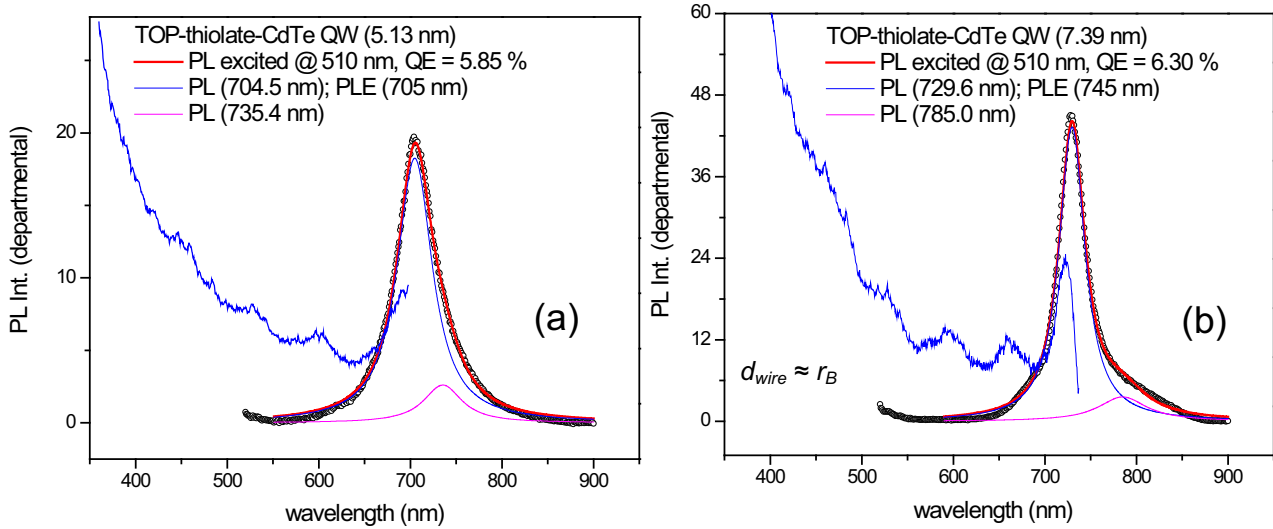 TOP-thiolate-CdTe QW (5.13 nm)
PL excited @ 510 nm, QE = 5.85 %
PL (704.5 nm); PLE (705 nm)
PL (735.4 nm)
20
10
0
PL Int. (departmental)
(a)
400 500 600 700 800 900
wavelength (nm)
TOP-thiolate-CdTe QW (7.39 nm)
PL excited @ 510 nm, QE = 6.30 %
PL (729.6 nm); PLE (745 nm)
PL (785.0 nm)
60
48
36
24
12
0
PL Int. (departmental)
(b)
d_wire ≈ r_B
400 500 600 700 800 900
wavelength (nm)